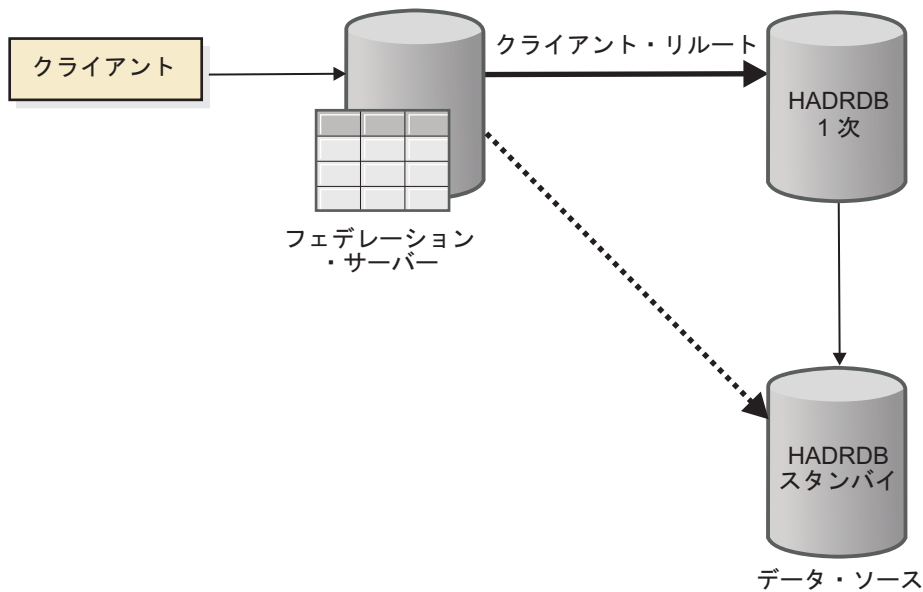 クライアント
クライアント・リルート
HADRDB
1 次
フェデレーション
・サーバー
HADRDB
スタンバイ
データ・ソース